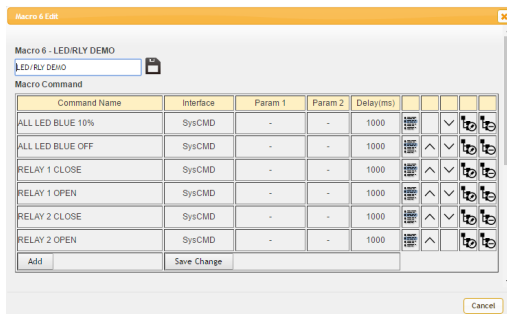 Macro 6 Edit
Macro 6 - LED/RLY DEMO
LED/RLY DEMO
Macro Command
Command Name Interface Param 1 Param 2 Delay(ms)
ALL LED BLUE 10% SysCMD - - 1000
ALL LED BLUE OFF SysCMD - - 1000
RELAY 1 CLOSE SysCMD - - 1000
RELAY 1 OPEN SysCMD - - 1000
RELAY 2 CLOSE SysCMD - - 1000
RELAY 2 OPEN SysCMD - - 1000
Add Save Change
Cancel